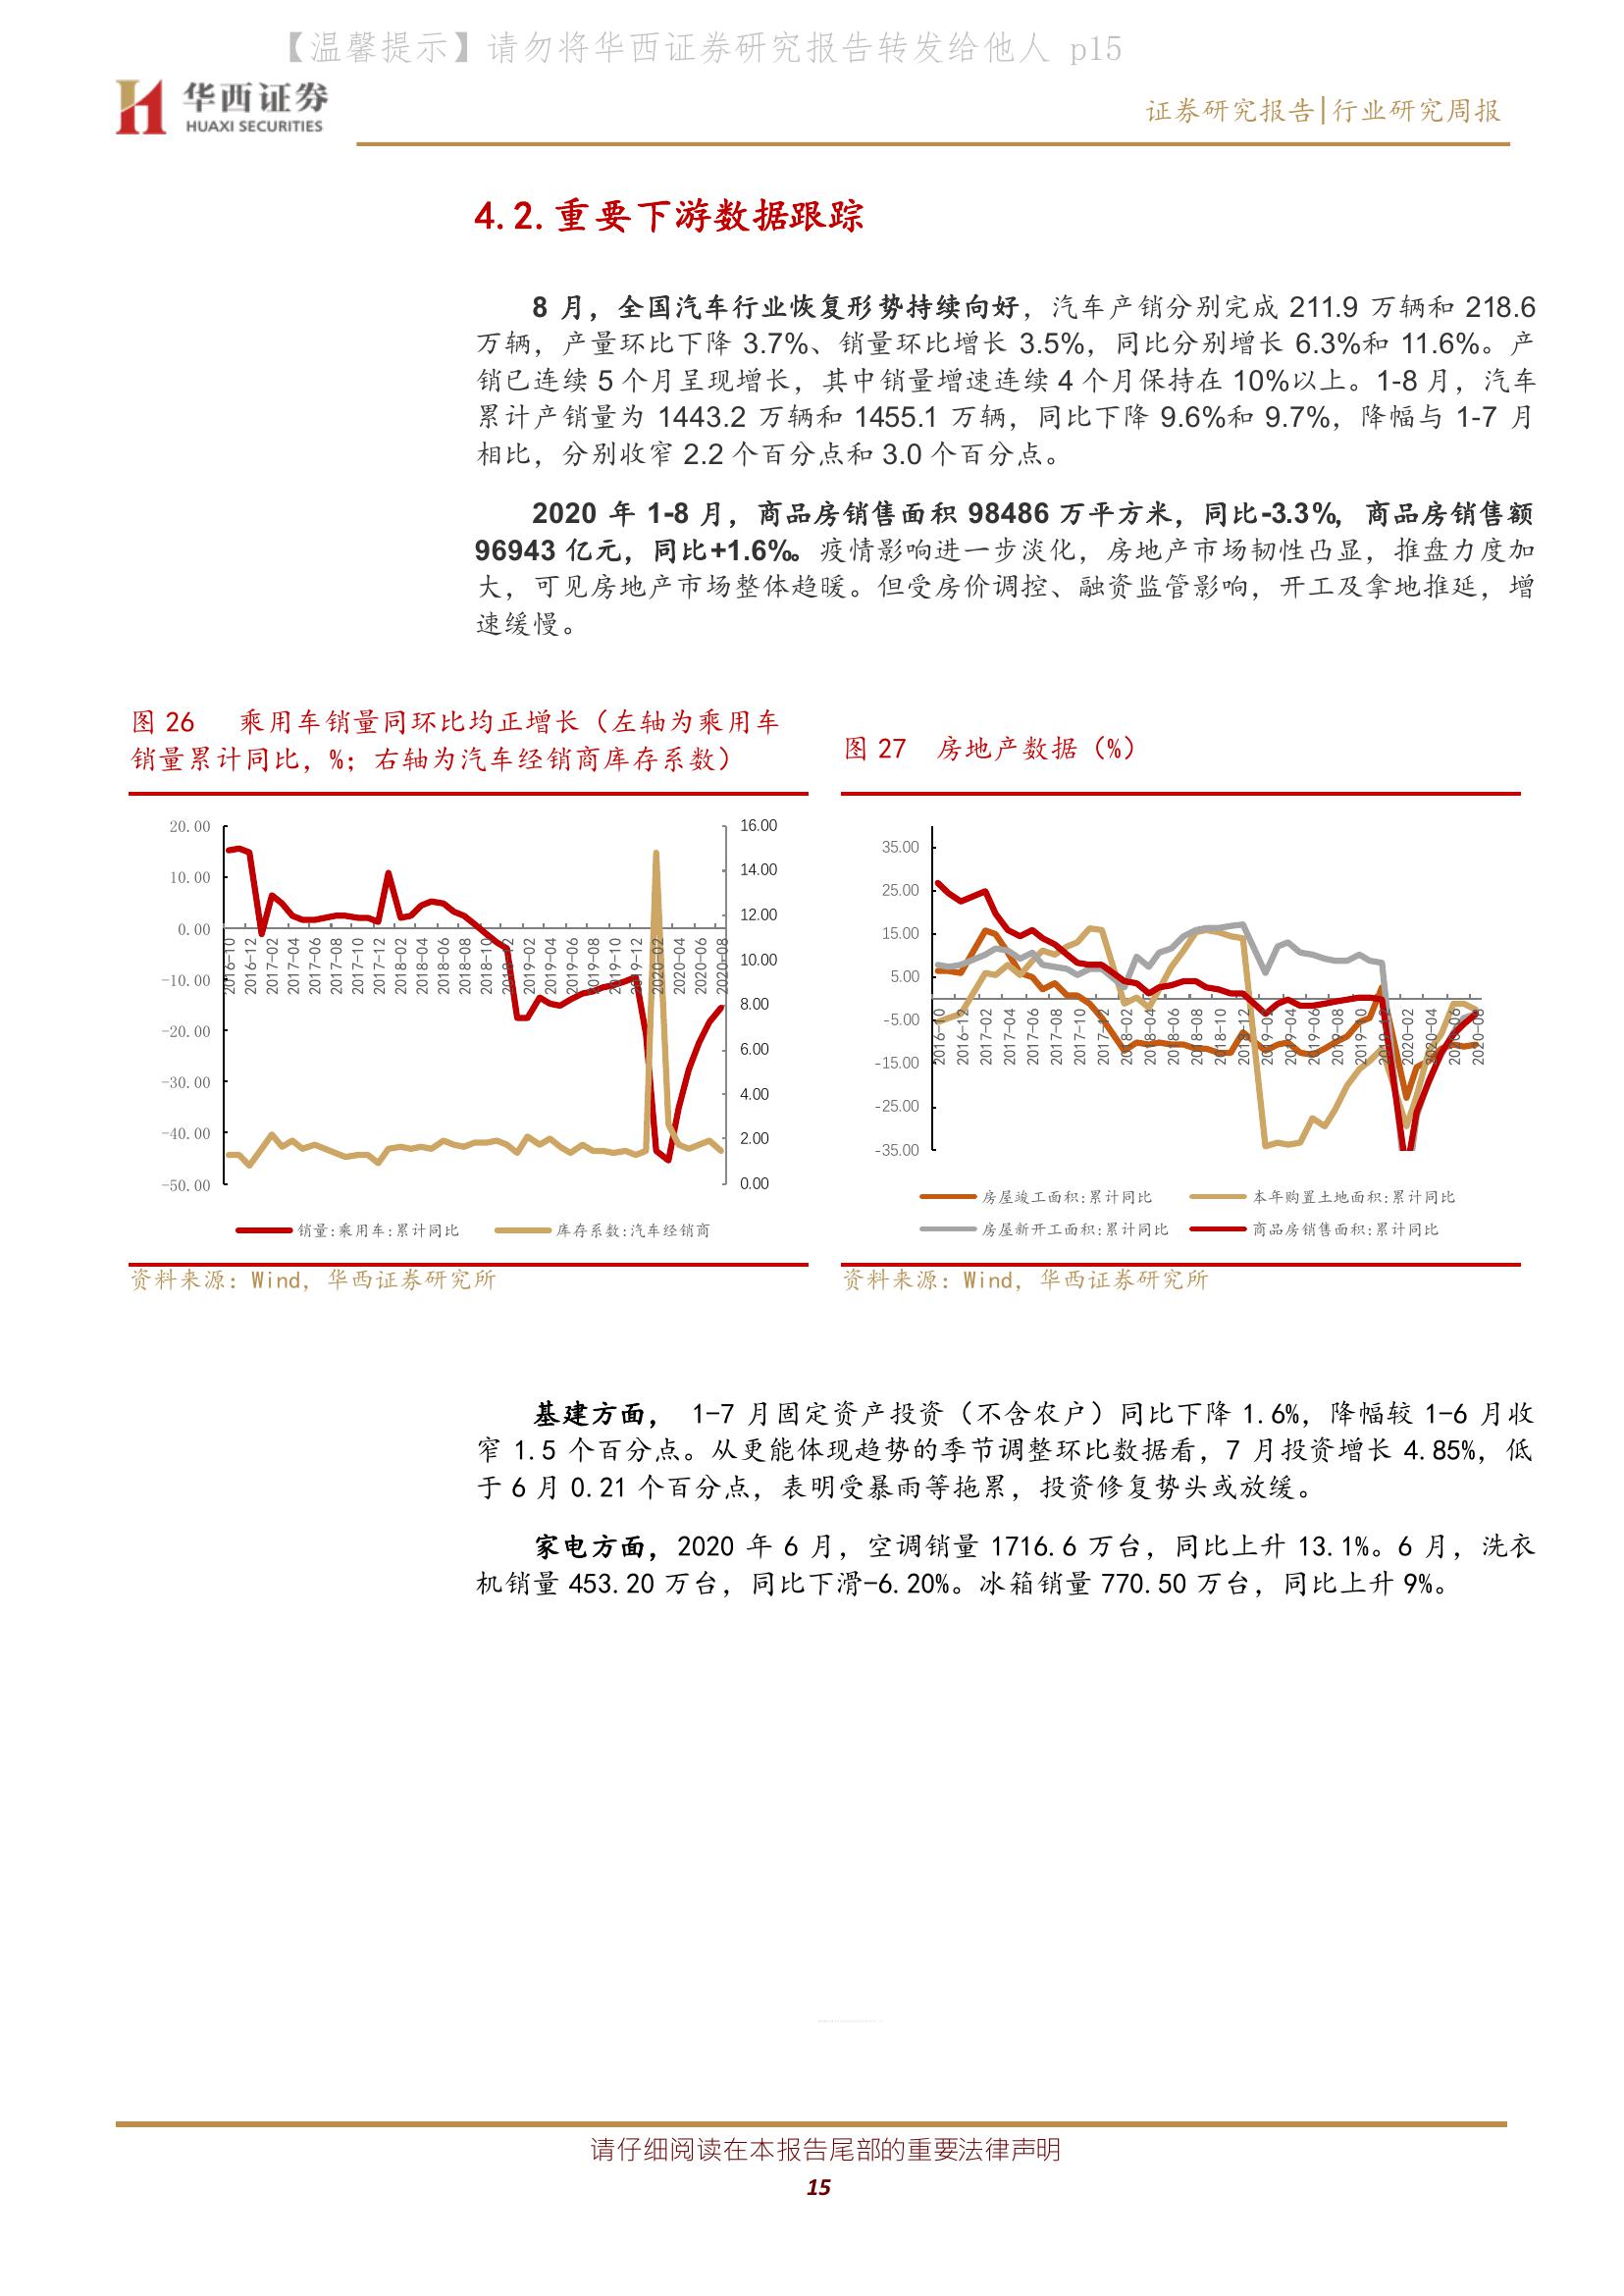 【温馨提示】请勿将华西证券研究报告转发给他人 p15
华西证券
HUAXI SECURITIES
证券研究报告|行业研究周报
4.2.重要下游数据跟踪
8 月，全国汽车行业恢复形势持续向好，汽车产销分别完成 211.9 万辆和 218.6
万辆，产量环比下降 3.7%、销量环比增长 3.5%，同比分别增长 6.3%和 11.6%。产
销已连续 5 个月呈现增长，其中销量增速连续 4 个月保持在 10%以上。1-8 月，汽车
累计产销量为 1443.2 万辆和 1455.1 万辆，同比下降 9.6%和 9.7%，降幅与 1-7 月
相比，分别收窄 2.2 个百分点和 3.0 个百分点。
2020 年 1-8 月，商品房销售面积 98486 万平方米，同比-3.3%，商品房销售额
96943 亿元，同比+1.6%。疫情影响进一步淡化，房地产市场韧性凸显，推盘力度加
大，可见房地产市场整体趋暖。但受房价调控、融资监管影响，开工及拿地推延，增
速缓慢。
图 26 乘用车销量同环比均正增长（左轴为乘用车
销量累计同比，%；右轴为汽车经销商库存系数）
20.00
10.00
0.00
-10.00
-20.00
-30.00
-40.00
-50.00
16.00
14.00
12.00
10.00
8.00
6.00
4.00
2.00
0.00
2016-10
2016-12
2017-02
2017-04
2017-06
2017-08
2017-10
2017-12
2018-02
2018-04
2018-06
2018-08
2018-10
2018-12
2019-02
2019-04
2019-06
2019-08
2019-10
2019-12
2020-02
2020-04
2020-06
2020-08
销量:乘用车:累计同比
库存系数:汽车经销商
资料来源：Wind，华西证券研究所
图 27 房地产数据（%）
35.00
25.00
15.00
5.00
-5.00
-15.00
-25.00
-35.00
2016-10
2016-12
2017-02
2017-04
2017-06
2017-08
2017-10
2017-12
2018-02
2018-04
2018-06
2018-08
2018-10
2018-12
2019-02
2019-04
2019-06
2019-08
2019-10
2019-12
2020-02
2020-04
2020-06
2020-08
房屋竣工面积:累计同比
本年购置土地面积:累计同比
房屋新开工面积:累计同比
商品房销售面积:累计同比
资料来源：Wind，华西证券研究所
基建方面， 1-7 月固定资产投资（不含农户）同比下降 1.6%，降幅较 1-6 月收
窄 1.5 个百分点。从更能体现趋势的季节调整环比数据看，7 月投资增长 4.85%，低
于 6 月 0.21 个百分点，表明受暴雨等拖累，投资修复势头或放缓。
家电方面，2020 年 6 月，空调销量 1716.6 万台，同比上升 13.1%。6 月，洗衣
机销量 453.20 万台，同比下滑-6.20%。冰箱销量 770.50 万台，同比上升 9%。
请仔细阅读在本报告尾部的重要法律声明
15